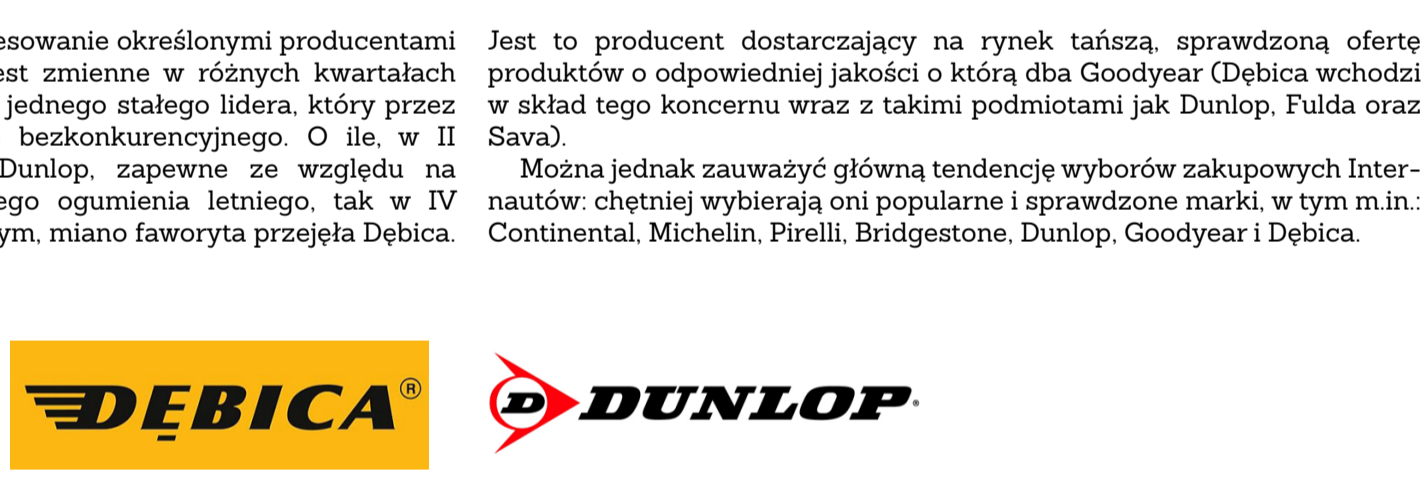 esowanie określonymi producentami
est zmienne w różnych kwartałach
jednego stałego lidera, który przez
bezkonkurencyjnego. O ile, w II
Dunlop, zapewne ze względu na
ego ogumienia letniego, tak w IV
ym, miano faworyta przejęła Dębica.
Jest to producent dostarczający na rynek tańszą, sprawdzoną ofertę
produktów o odpowiedniej jakości o którą dba Goodyear (Dębica wchodzi
w skład tego koncernu wraz z takimi podmiotami jak Dunlop, Fulda oraz
Sava).
Można jednak zauważyć główną tendencję wyborów zakupowych Inter-
nautów: chętniej wybierają oni popularne i sprawdzone marki, w tym m.in.:
Continental, Michelin, Pirelli, Bridgestone, Dunlop, Goodyear i Dębica.
DĘBICA®
D DUNLOP®